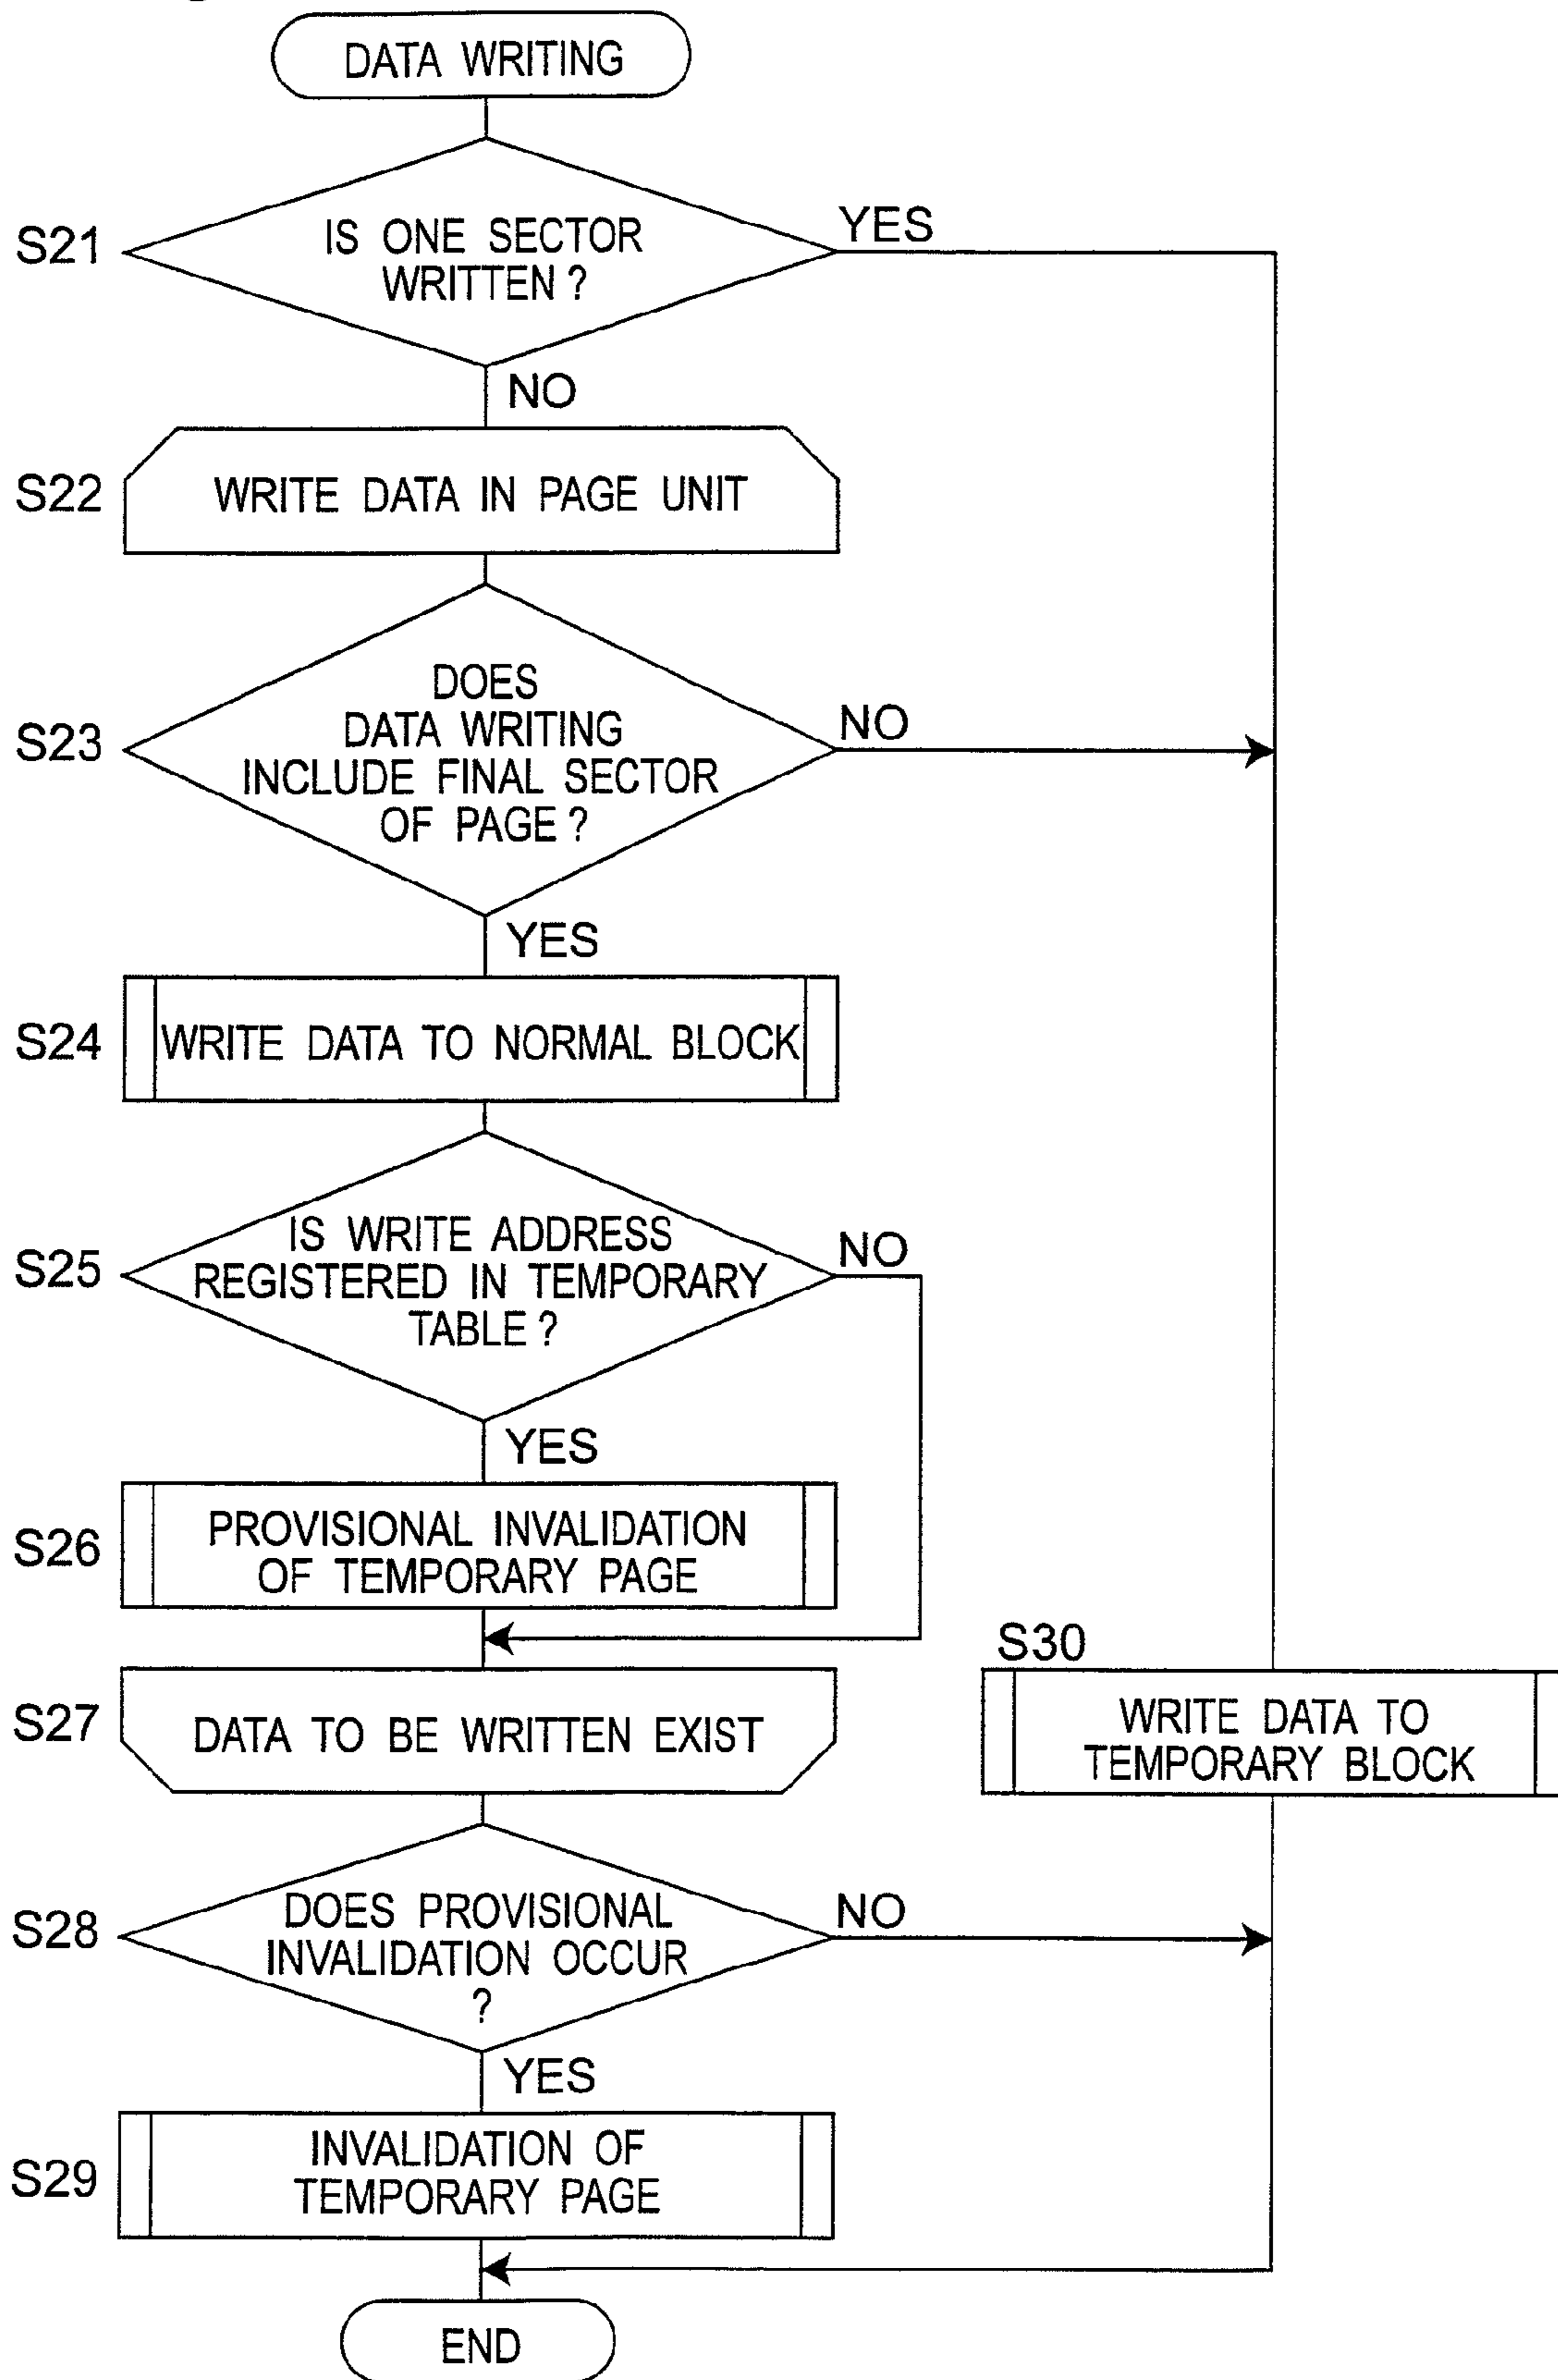 DATA WRITING
S21
IS ONE SECTOR
WRITTEN ?
YES
NO
S22
WRITE DATA IN PAGE UNIT
S23
DOES
DATA WRITING
INCLUDE FINAL SECTOR
OF PAGE ?
NO
YES
S24
WRITE DATA TO NORMAL BLOCK
S25
IS WRITE ADDRESS
REGISTERED IN TEMPORARY
TABLE ?
NO
YES
S26
PROVISIONAL INVALIDATION
OF TEMPORARY PAGE
S27
DATA TO BE WRITTEN EXIST
S30
WRITE DATA TO
TEMPORARY BLOCK
S28
DOES PROVISIONAL
INVALIDATION OCCUR
?
NO
YES
S29
INVALIDATION OF
TEMPORARY PAGE
END